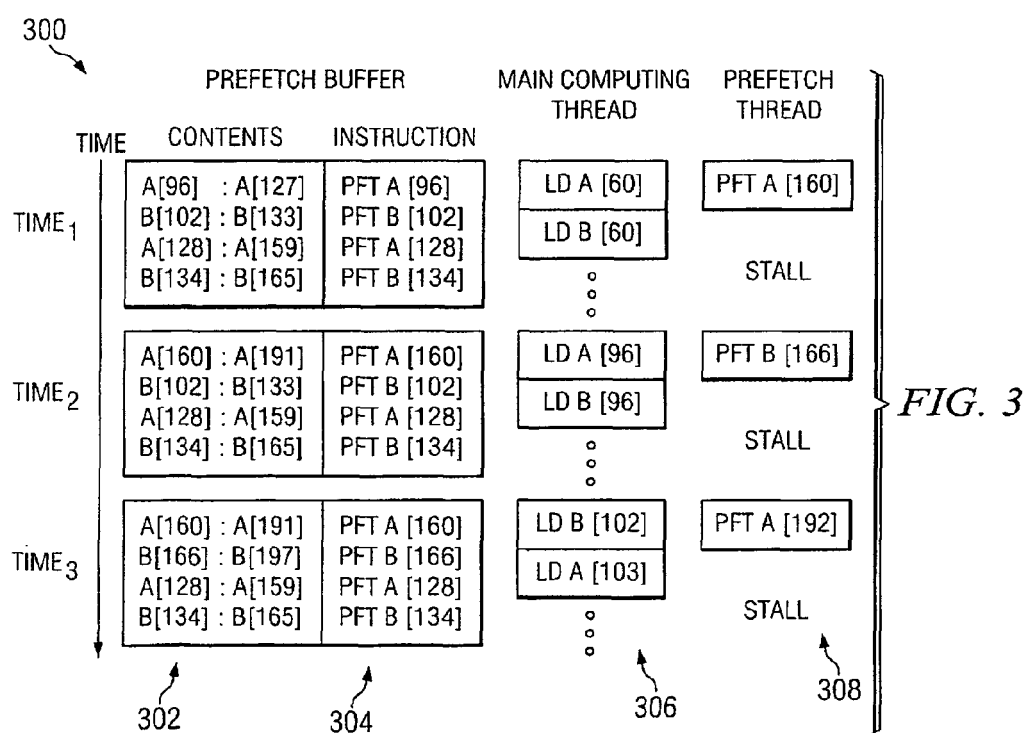 300
PREFETCH BUFFER MAIN COMPUTING THREAD PREFETCH THREAD
TIME CONTENTS INSTRUCTION
TIME1
A[96] : A[127] PFT A [96] LD A [60] PFT A [160]
B[102] : B[133] PFT B [102] LD B [60]
A[128] : A[159] PFT A [128] STALL
B[134] : B[165] PFT B [134]
TIME2
A[160] : A[191] PFT A [160] LD A [96] PFT B [166]
B[102] : B[133] PFT B [102] LD B [96]
A[128] : A[159] PFT A [128] STALL
B[134] : B[165] PFT B [134]
TIME3
A[160] : A[191] PFT A [160] LD B [102] PFT A [192]
B[166] : B[197] PFT B [166] LD A [103]
A[128] : A[159] PFT A [128] STALL
B[134] : B[165] PFT B [134]
302 304 306 308
FIG. 3